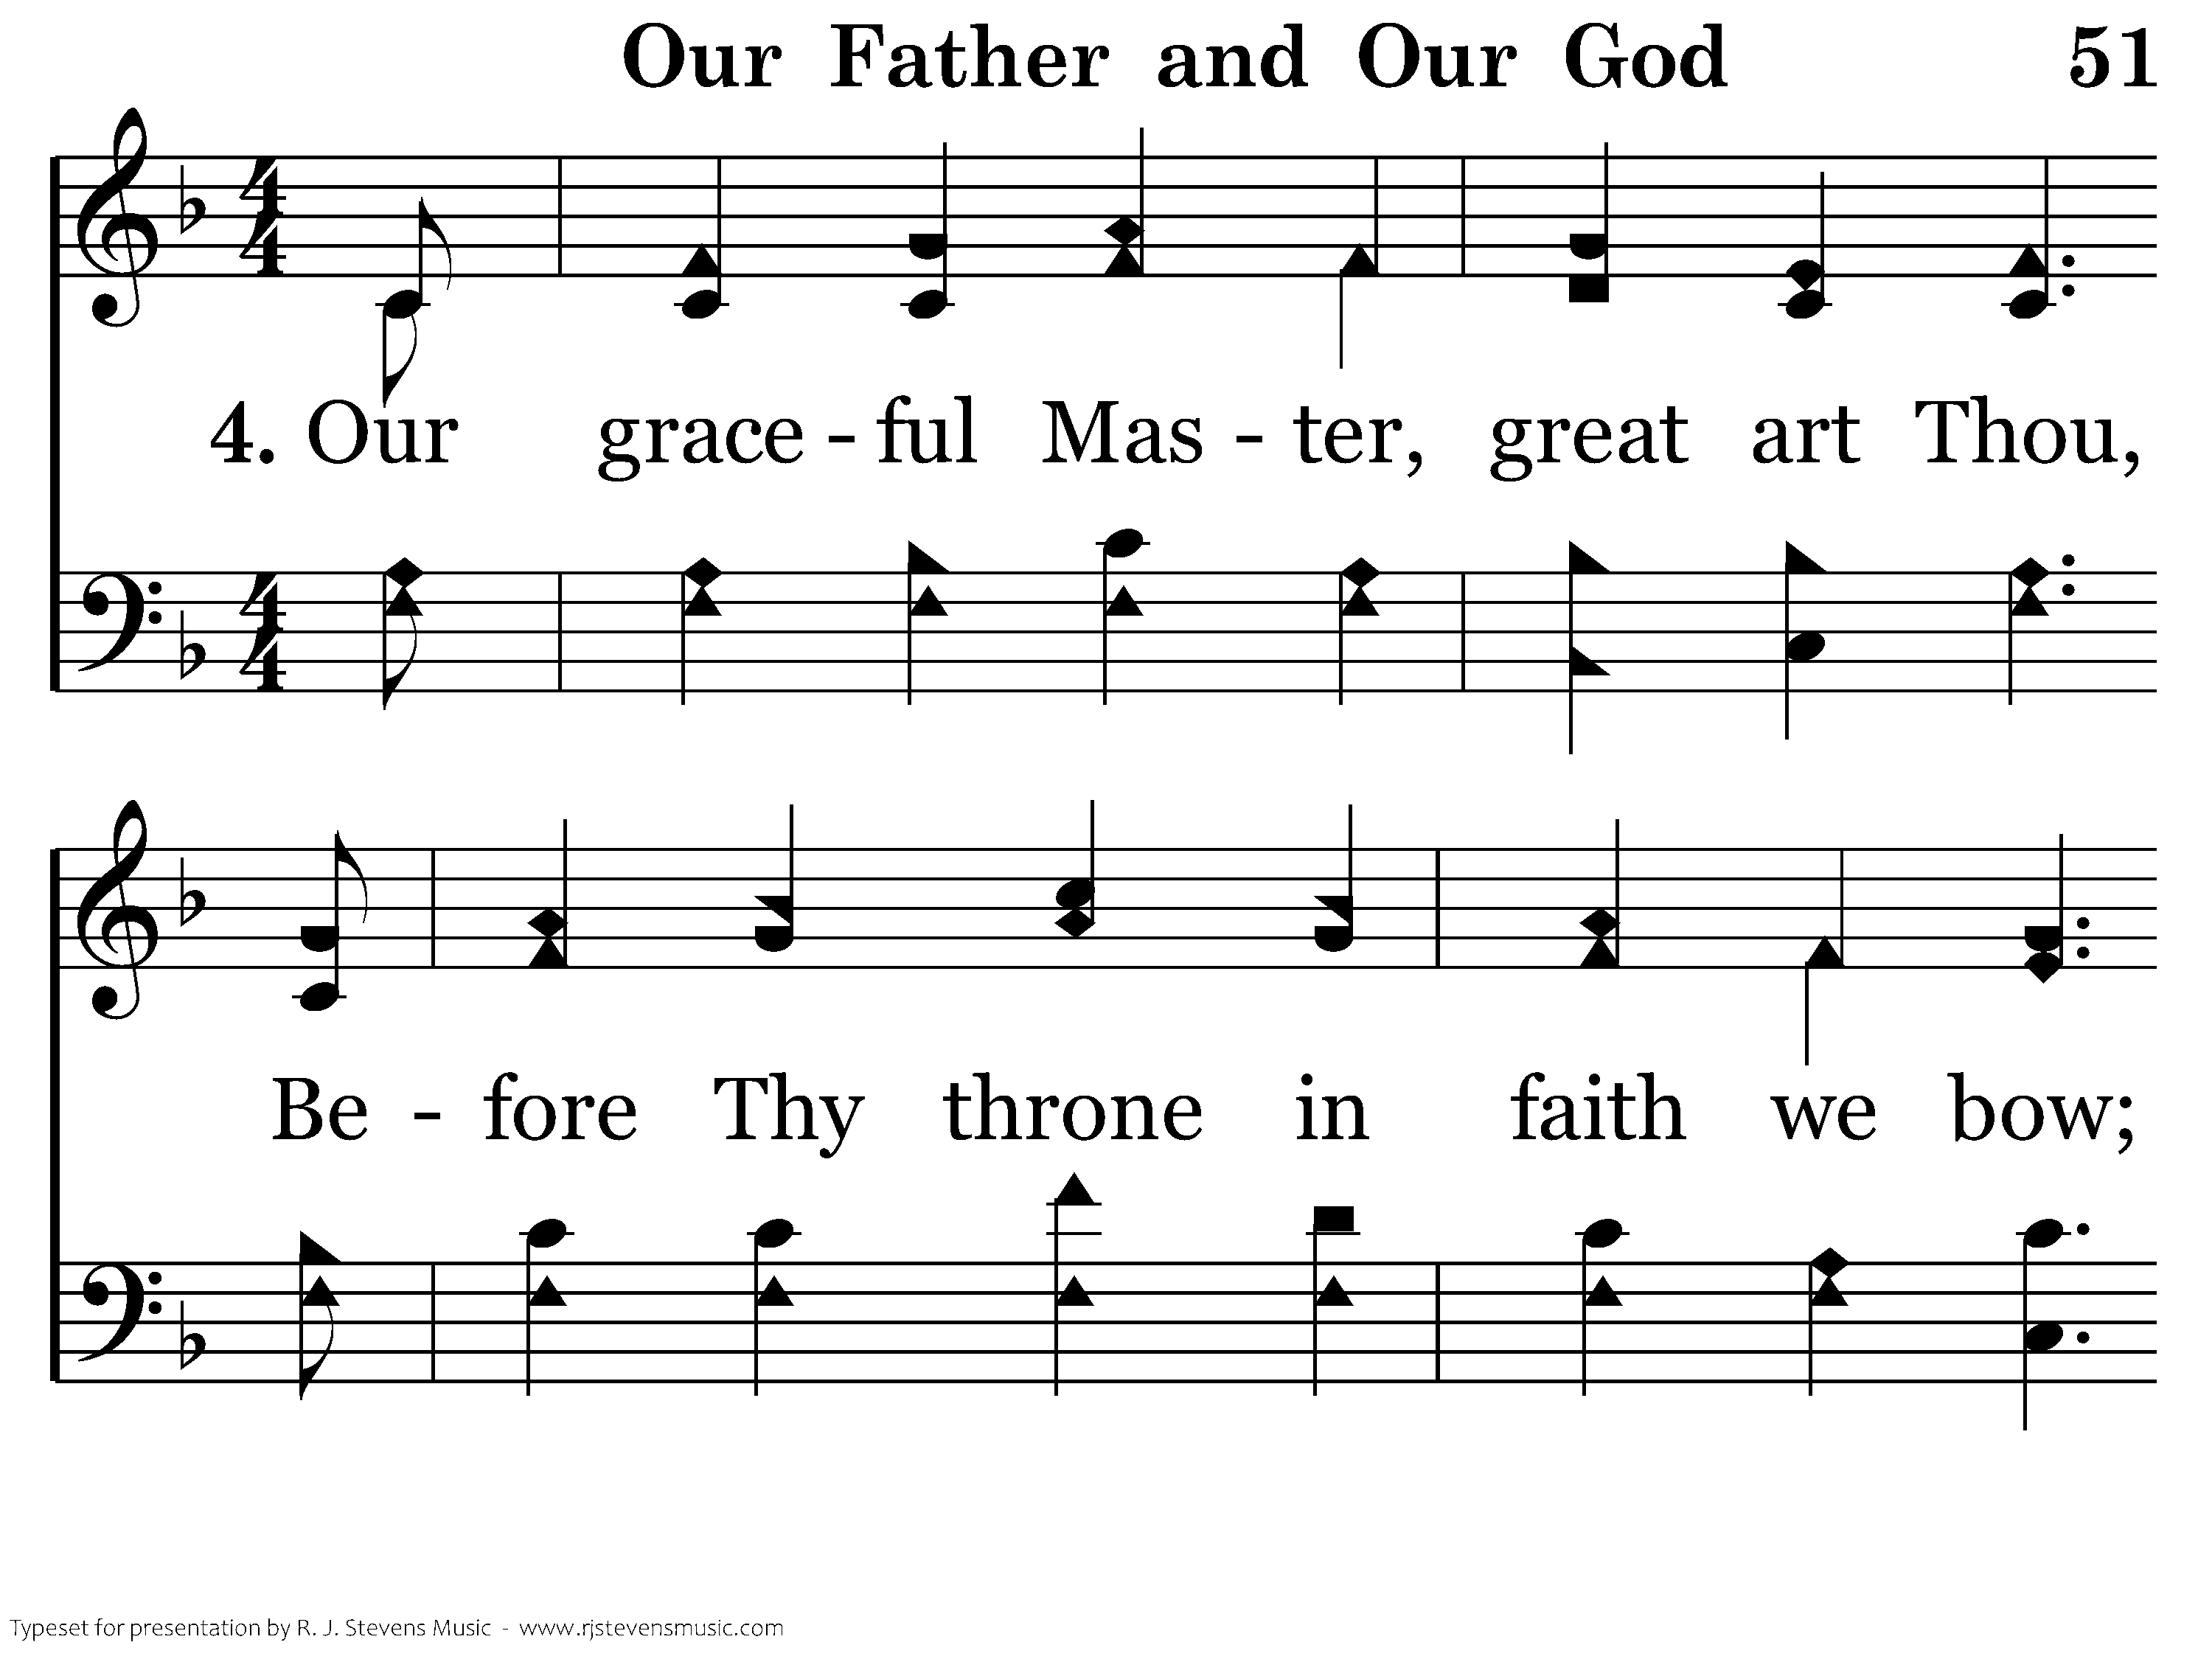 Our Father and Our God 51
4. Our grace - ful Mas - ter, great art Thou,
Be - fore Thy throne in faith we bow;
Typeset for presentation by R. J. Stevens Music - www.rjstevensmusic.com